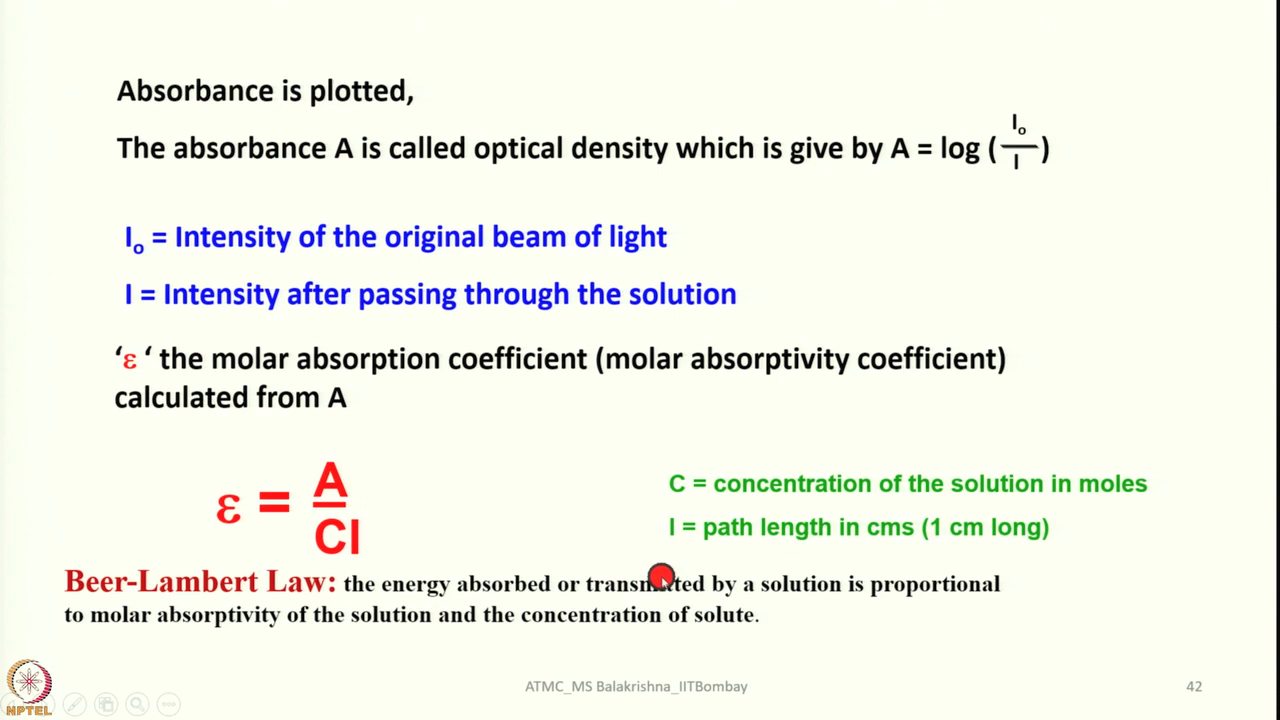 Absorbance is plotted,
The absorbance A is called optical density which is give by A = log ( Io / I )
Io = Intensity of the original beam of light
I = Intensity after passing through the solution
‘ε ‘ the molar absorption coefficient (molar absorptivity coefficient)
calculated from A
ε = A / Cl
C = concentration of the solution in moles
l = path length in cms (1 cm long)
Beer-Lambert Law: the energy absorbed or transmitted by a solution is proportional
to molar absorptivity of the solution and the concentration of solute.
NPTEL
ATMC_MS Balakrishna_IITBombay
42